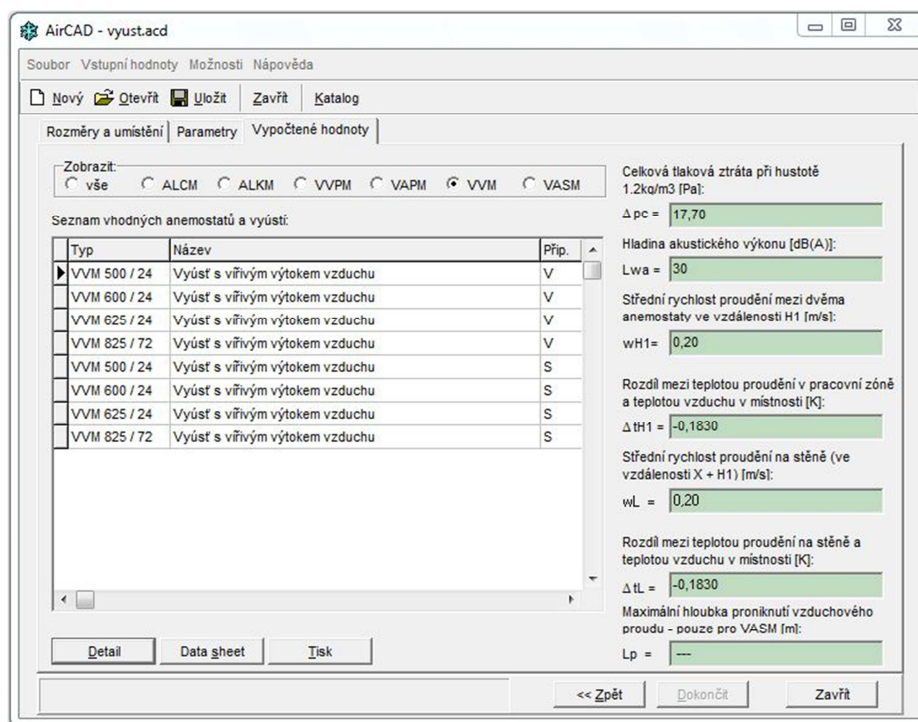 AirCAD - vyust.acd
Soubor Vstupní hodnoty Možnosti Nápověda
Nový Otevřít Uložit Zavřít Katalog
Rozměry a umístění Parametry Vypočtené hodnoty
Zobrazit:
vše ALCM ALKM VVPM VAPM VVM VASM
Seznam vhodných anemostatů a vyústí:
Typ Název Přip.
VVM 500 / 24 Vyúsť s vířivým výtokem vzduchu V
VVM 600 / 24 Vyúsť s vířivým výtokem vzduchu V
VVM 625 / 24 Vyúsť s vířivým výtokem vzduchu V
VVM 825 / 72 Vyúsť s vířivým výtokem vzduchu V
VVM 500 / 24 Vyúsť s vířivým výtokem vzduchu S
VVM 600 / 24 Vyúsť s vířivým výtokem vzduchu S
VVM 625 / 24 Vyúsť s vířivým výtokem vzduchu S
VVM 825 / 72 Vyúsť s vířivým výtokem vzduchu S
Detail Data sheet Tisk
Celková tlaková ztráta při hustotě
1.2kg/m3 [Pa]:
Δpc = 17,70
Hladina akustického výkonu [dB(A)]:
Lwa = 30
Střední rychlost proudění mezi dvěma
anemostaty ve vzdálenosti H1 [m/s]:
wH1= 0,20
Rozdíl mezi teplotou proudění v pracovní zóně
a teplotou vzduchu v místnosti [K]:
ΔtH1 = -0,1830
Střední rychlost proudění na stěně (ve
vzdálenosti X + H1) [m/s]:
wL = 0,20
Rozdíl mezi teplotou proudění na stěně a
teplotou vzduchu v místnosti [K]:
ΔtL = -0,1830
Maximální hloubka proniknutí vzduchového
proudu - pouze pro VASM [m]:
Lp = ---
<< Zpět Dokončit Zavřít